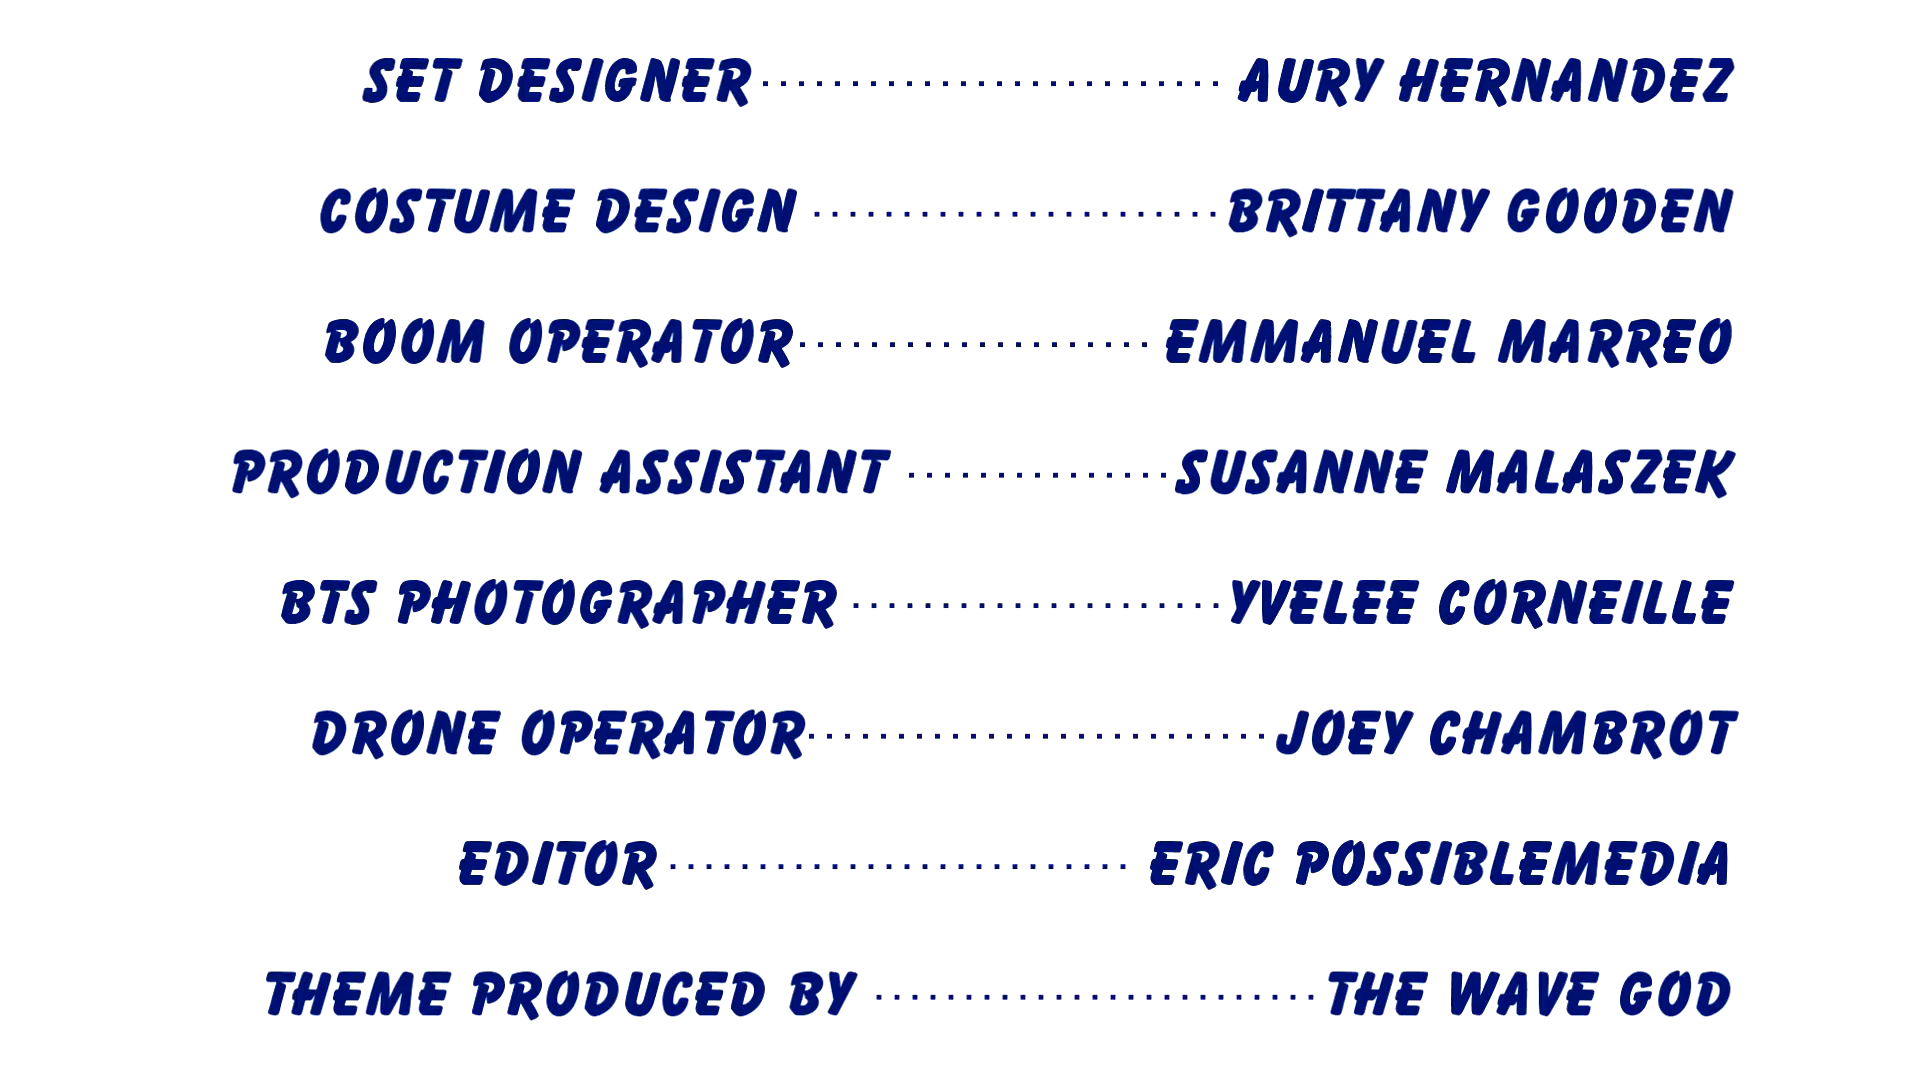 SET DESIGNER ......................... AURY HERNANDEZ
COSTUME DESIGN ....................... BRITTANY GOODEN
BOOM OPERATOR .................... EMMANUEL MARREO
PRODUCTION ASSISTANT ............... SUSANNE MALASZEK
BTS PHOTOGRAPHER ..................... YVELEE CORNEILLE
DRONE OPERATOR .......................... JOEY CHAMBROT
EDITOR .......................... ERIC POSSIBLEMEDIA
THEME PRODUCED BY ......................... THE WAVE GOD